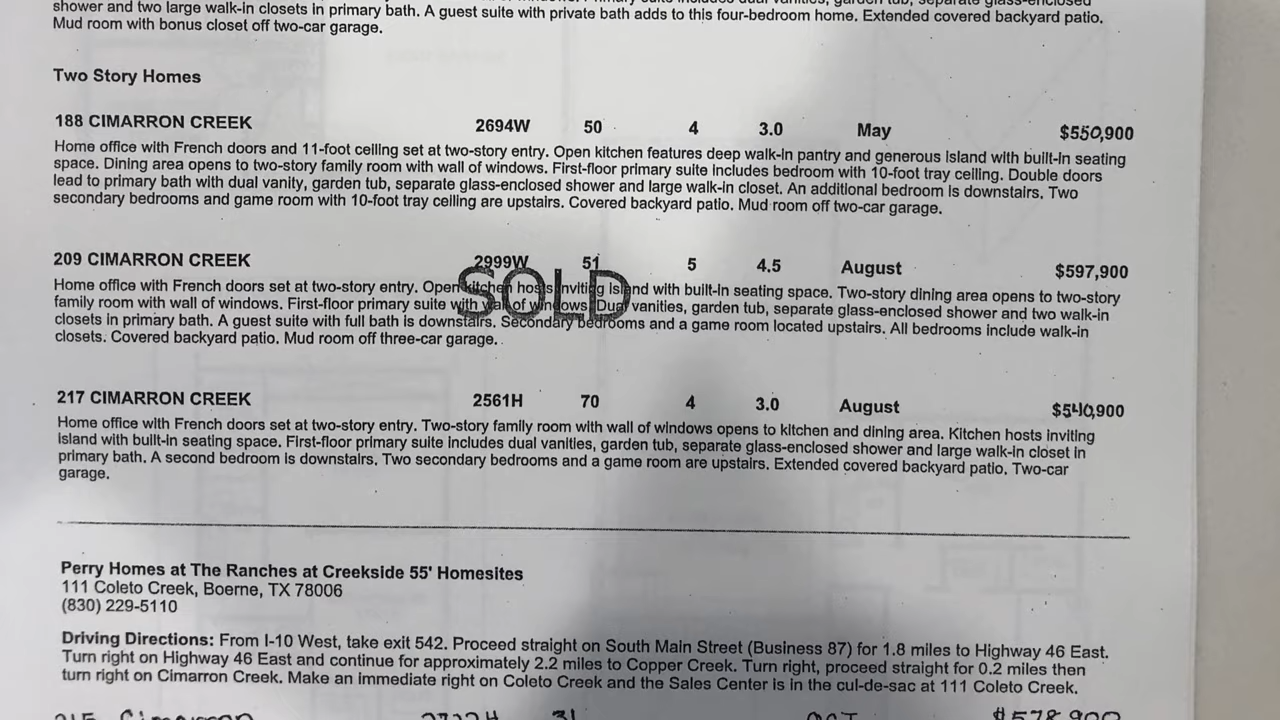 shower and two large walk-in closets in primary bath. A guest suite with private bath adds to this four-bedroom home. Extended covered backyard patio.
Mud room with bonus closet off two-car garage.
Two Story Homes
188 CIMARRON CREEK 2694W 50 4 3.0 May $550,900
Home office with French doors and 11-foot ceiling set at two-story entry. Open kitchen features deep walk-in pantry and generous island with built-in seating
space. Dining area opens to two-story family room with wall of windows. First-floor primary suite includes bedroom with 10-foot tray ceiling. Double doors
lead to primary bath with dual vanity, garden tub, separate glass-enclosed shower and large walk-in closet. An additional bedroom is downstairs. Two
secondary bedrooms and game room with 10-foot tray ceiling are upstairs. Covered backyard patio. Mud room off two-car garage.
209 CIMARRON CREEK 2999W 51 5 4.5 August $597,900
SOLD
Home office with French doors set at two-story entry. Open kitchen hosts inviting island with built-in seating space. Two-story dining area opens to two-story
family room with wall of windows. First-floor primary suite with wall of windows. Dual vanities, garden tub, separate glass-enclosed shower and two walk-in
closets in primary bath. A guest suite with full bath is downstairs. Secondary bedrooms and a game room located upstairs. All bedrooms include walk-in
closets. Covered backyard patio. Mud room off three-car garage.
217 CIMARRON CREEK 2561H 70 4 3.0 August $540,900
Home office with French doors set at two-story entry. Two-story family room with wall of windows opens to kitchen and dining area. Kitchen hosts inviting
island with built-in seating space. First-floor primary suite includes dual vanities, garden tub, separate glass-enclosed shower and large walk-in closet in
primary bath. A second bedroom is downstairs. Two secondary bedrooms and a game room are upstairs. Extended covered backyard patio. Two-car
garage.
Perry Homes at The Ranches at Creekside 55' Homesites
111 Coleto Creek, Boerne, TX 78006
(830) 229-5110
Driving Directions: From I-10 West, take exit 542. Proceed straight on South Main Street (Business 87) for 1.8 miles to Highway 46 East.
Turn right on Highway 46 East and continue for approximately 2.2 miles to Copper Creek. Turn right, proceed straight for 0.2 miles then
turn right on Cimarron Creek. Make an immediate right on Coleto Creek and the Sales Center is in the cul-de-sac at 111 Coleto Creek.
Cimarron 31 OCT $578,900